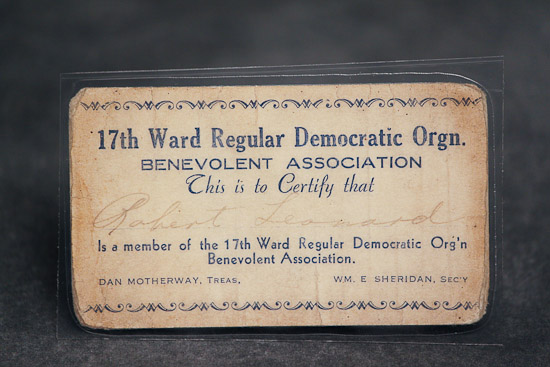 17th Ward Regular Democratic Orgn.
BENEVOLENT ASSOCIATION
This is to Certify that
Robert Leonard
Is a member of the 17th Ward Regular Democratic Org'n
Benevolent Association.
DAN MOTHERWAY, TREAS. WM. E SHERIDAN, SEC'Y